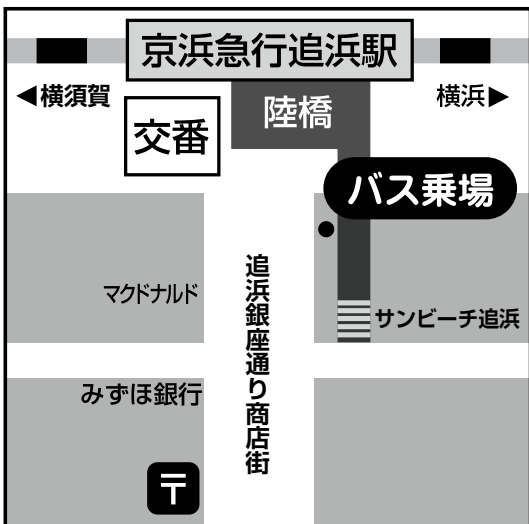 京浜急行追浜駅
◀横須賀
横浜▶
陸橋
交番
バス乗場
マクドナルド
追浜銀座通り商店街
サンビーチ追浜
みずほ銀行
〒